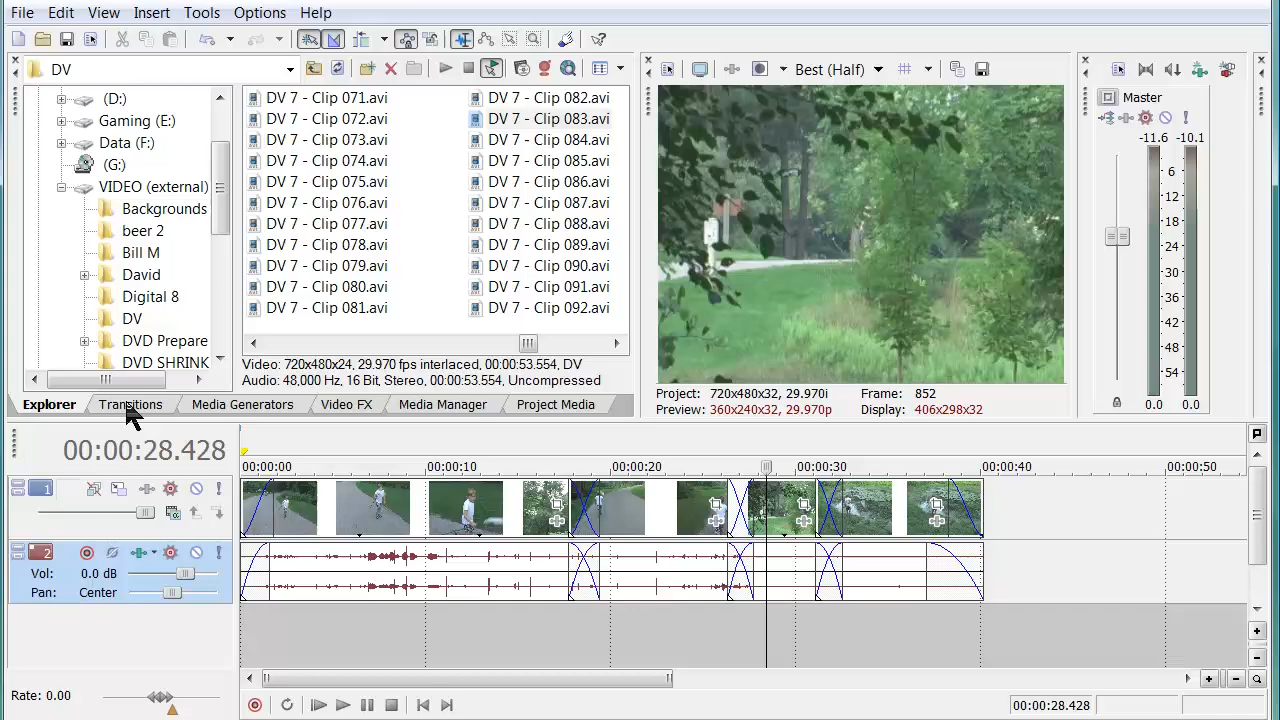 File Edit View Insert Tools Options Help
DV
Best (Half)
(D:)
Gaming (E:)
Data (F:)
(G:)
VIDEO (external)
Backgrounds
beer 2
Bill M
David
Digital 8
DV
DVD Prepare
DVD SHRINK
DV 7 - Clip 071.avi
DV 7 - Clip 072.avi
DV 7 - Clip 073.avi
DV 7 - Clip 074.avi
DV 7 - Clip 075.avi
DV 7 - Clip 076.avi
DV 7 - Clip 077.avi
DV 7 - Clip 078.avi
DV 7 - Clip 079.avi
DV 7 - Clip 080.avi
DV 7 - Clip 081.avi
DV 7 - Clip 082.avi
DV 7 - Clip 083.avi
DV 7 - Clip 084.avi
DV 7 - Clip 085.avi
DV 7 - Clip 086.avi
DV 7 - Clip 087.avi
DV 7 - Clip 088.avi
DV 7 - Clip 089.avi
DV 7 - Clip 090.avi
DV 7 - Clip 091.avi
DV 7 - Clip 092.avi
Video: 720x480x24, 29.970 fps interlaced, 00:00:53.554, DV
Audio: 48,000 Hz, 16 Bit, Stereo, 00:00:53.554, Uncompressed
Explorer Transitions Media Generators Video FX Media Manager Project Media
Project: 720x480x32, 29.970i Frame: 852
Preview: 360x240x32, 29.970p Display: 406x298x32
Master
-11.6 -10.1
6
12
18
24
30
36
42
48
54
0.0 0.0
00:00:28.428
00:00:00 00:00:10 00:00:20 00:00:30 00:00:40 00:00:50
1
2
Vol: 0.0 dB
Pan: Center
Rate: 0.00
00:00:28.428